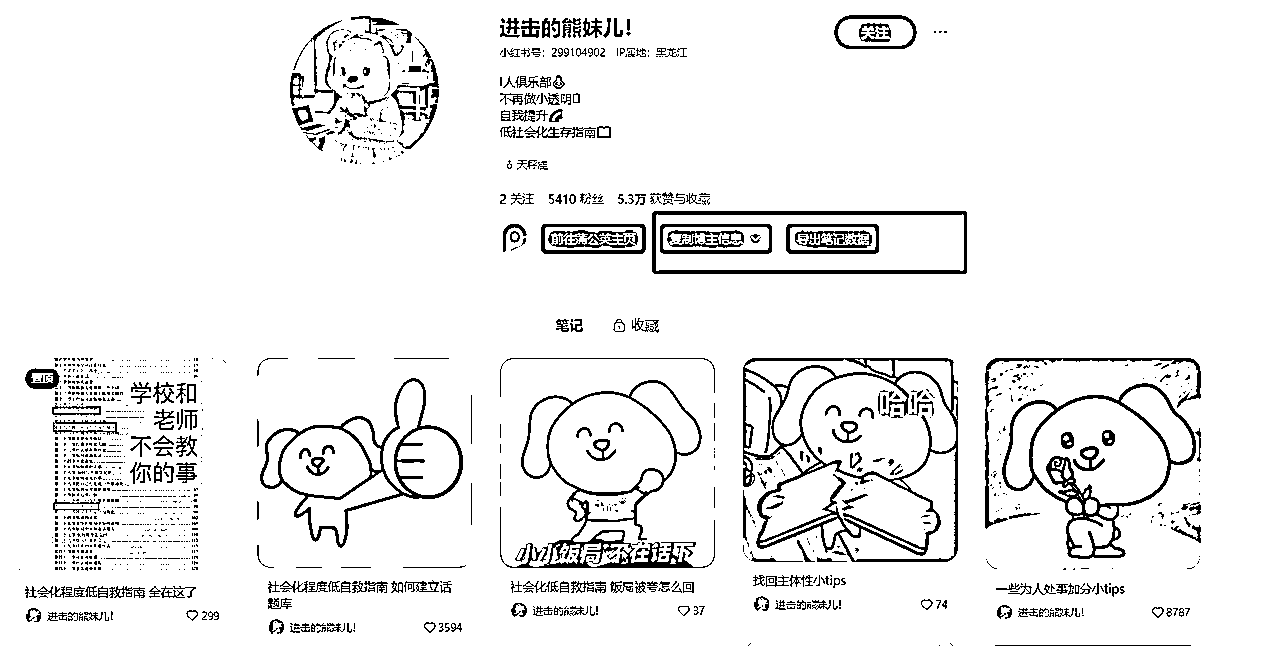 进击的熊妹儿!
关注
...
小红书号: 299104902 IP属地: 黑龙江
I人俱乐部
不再做小透明
自我提升
低社会化生存指南
天秤座
2 关注 5410 粉丝 5.3万 获赞与收藏
前往蒲公英主页
复制博主信息
导出笔记数据
笔记
收藏
置顶
学校和
老师
不会教
你的事
社会化程度低自救指南 全在这了
进击的熊妹儿!
299
社会化程度低自救指南 如何建立话
题库
进击的熊妹儿!
3594
小小饭局 不在话下
社会化低自救指南 饭局被夸怎么回
进击的熊妹儿!
37
哈哈
找回主体性小tips
进击的熊妹儿!
74
一些为人处事加分小tips
进击的熊妹儿!
8787